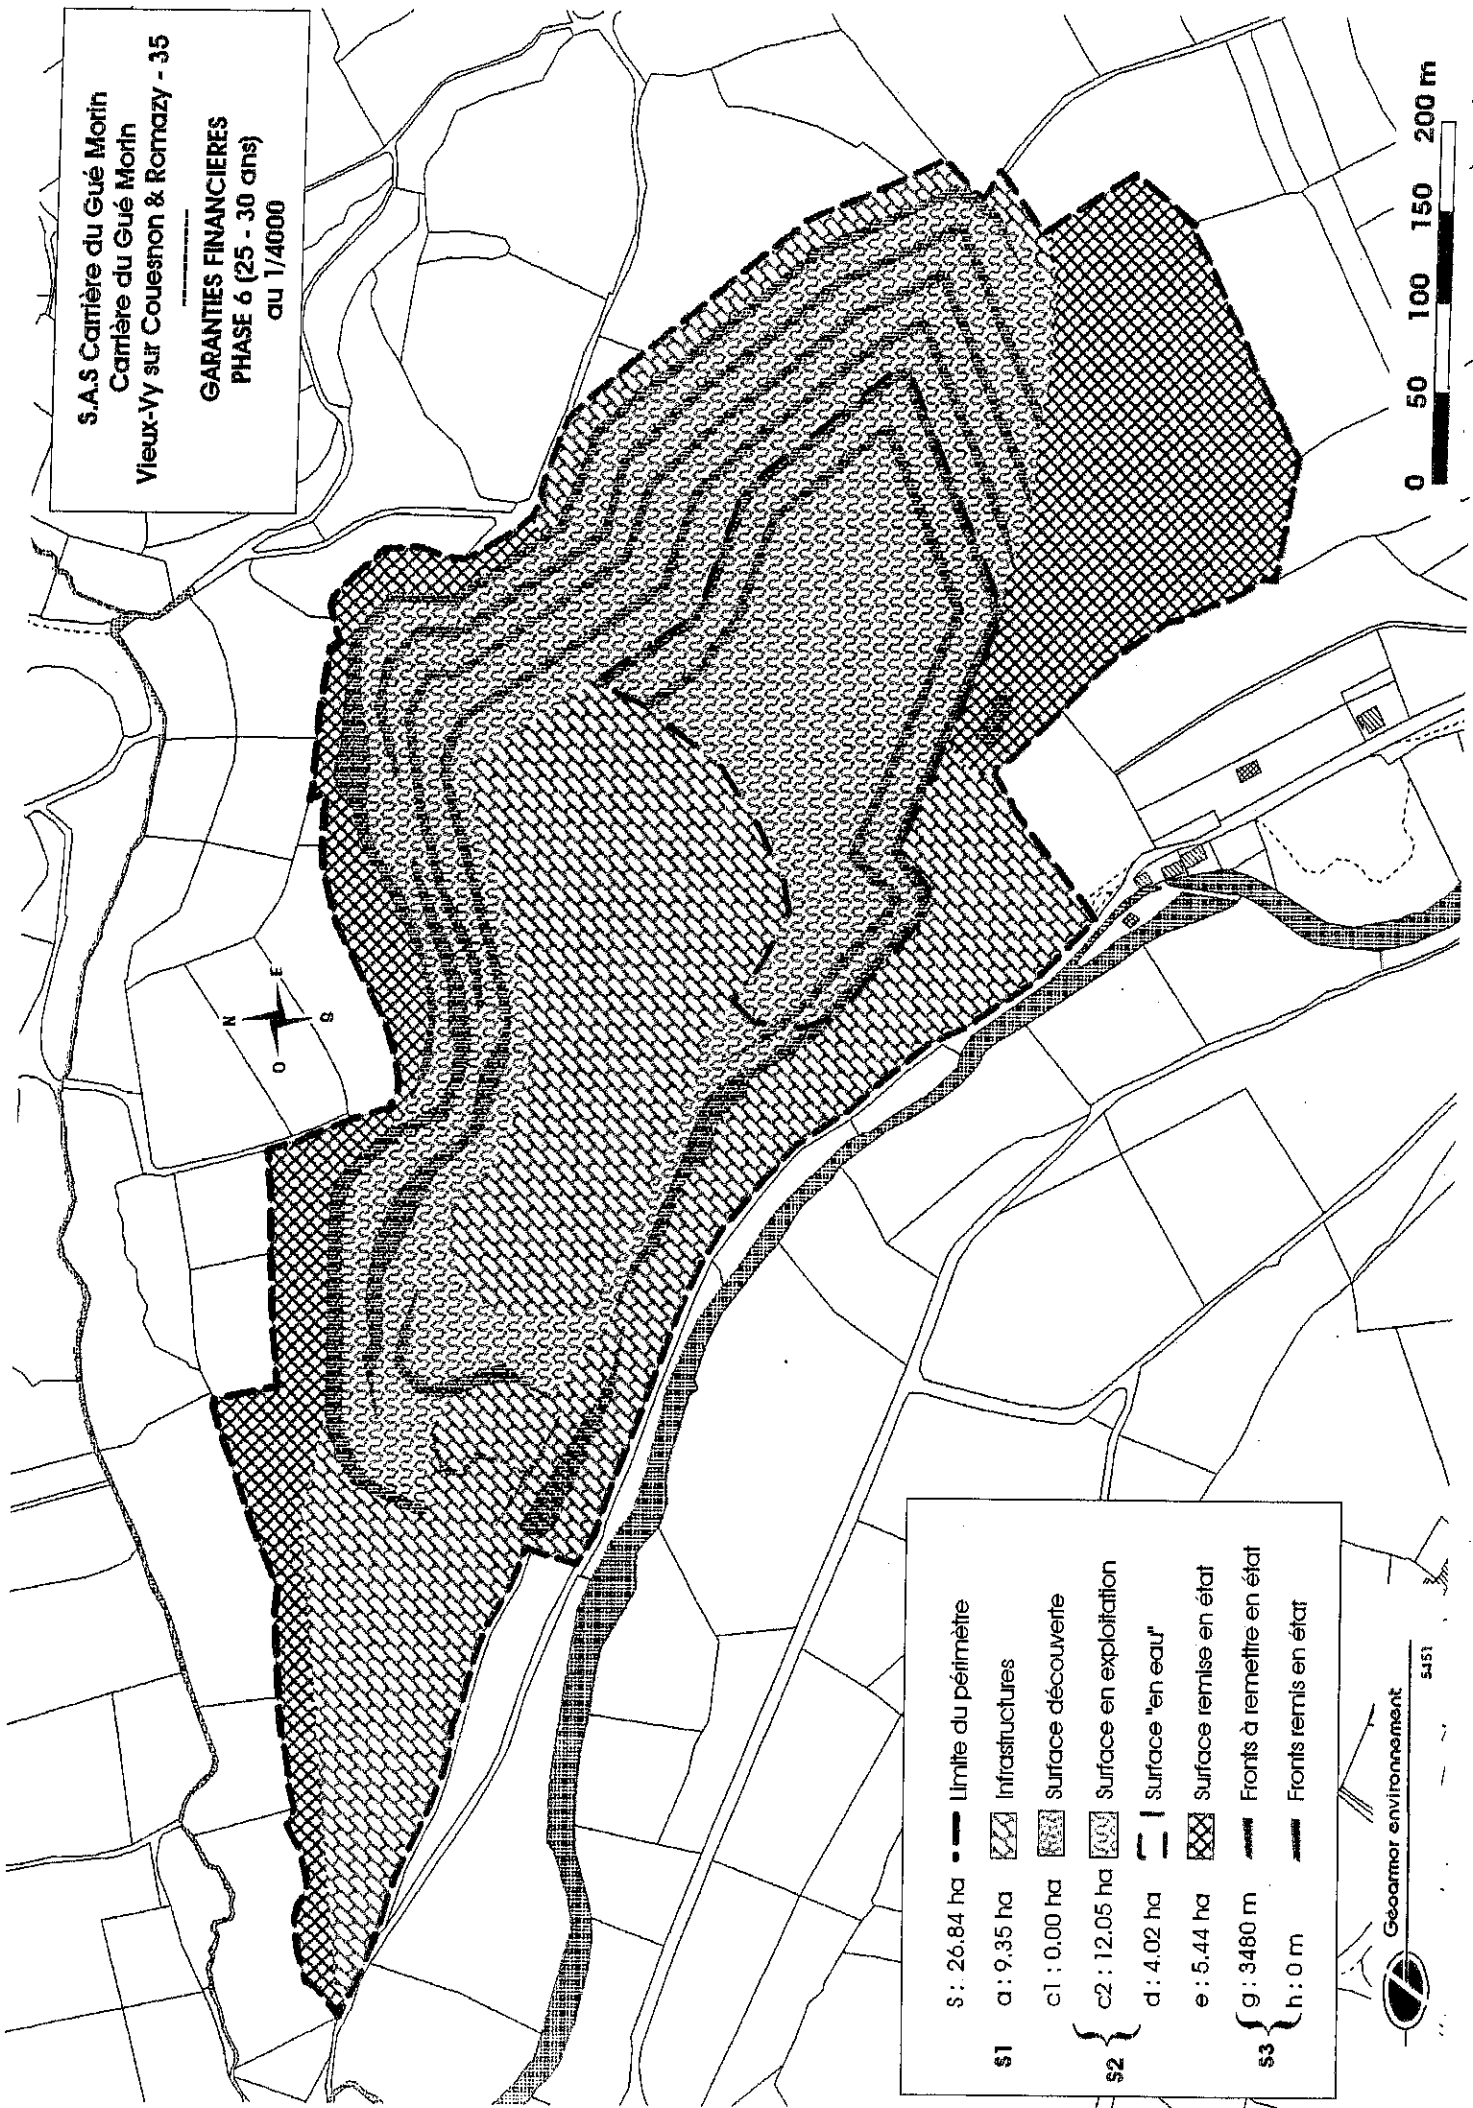 S.A.S Carrière du Gué Morin
Carrière du Gué Morin
Vieux-Vy sur Couesnon & Romazy - 35
GARANTIES FINANCIERES
PHASE 6 (25 - 30 ans)
au 1/4000
N
O
E
S
0 50 100 150 200 m
S : 26.84 ha Limite du périmètre
S1 a : 9.35 ha Infrastructures
c1 : 0.00 ha Surface découverte
S2 c2 : 12.05 ha Surface en exploitation
d : 4.02 ha Surface "en eau"
e : 5.44 ha Surface remise en état
S3 g : 3480 m Fronts à remettre en état
h : 0 m Fronts remis en état
Géoarmor environnement
5451